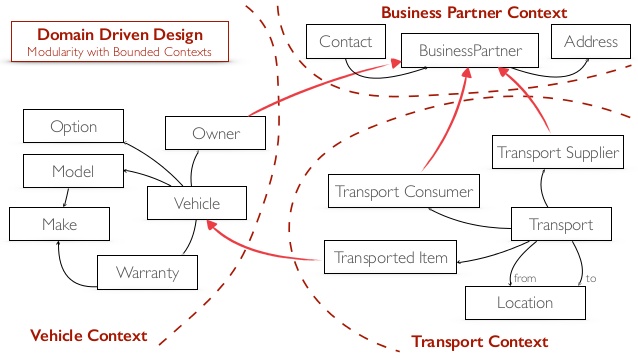 Domain Driven Design
Modularity with Bounded Contexts
Business Partner Context
Contact
BusinessPartner
Address
Option
Owner
Model
Transport Supplier
Transport Consumer
Vehicle
Make
Transport
Transported Item
Warranty
from
to
Location
Vehicle Context
Transport Context